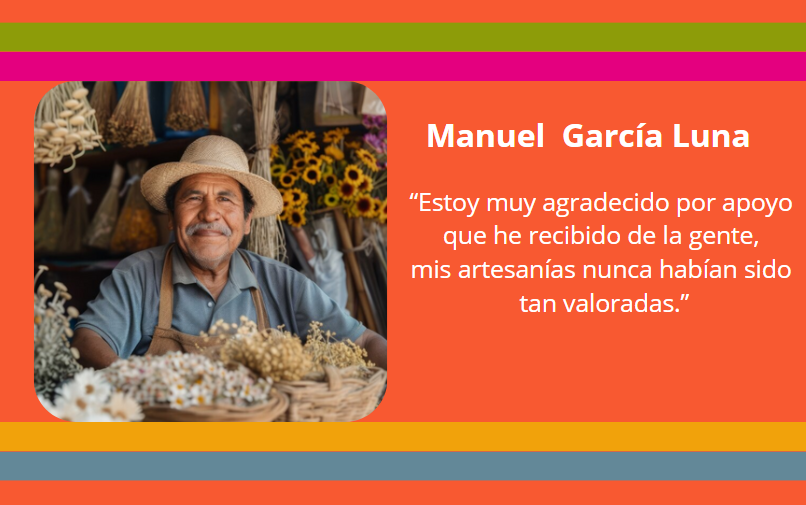 Manuel García Luna
“Estoy muy agradecido por apoyo
que he recibido de la gente,
mis artesanías nunca habían sido
tan valoradas.”